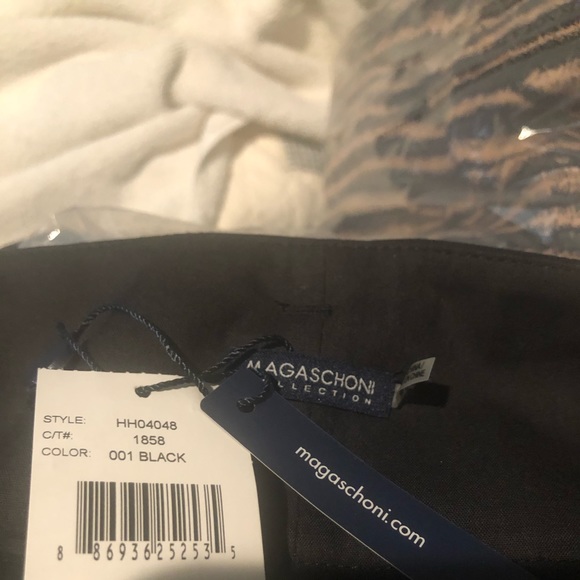 MAGASCHONI
COLLECTION
STYLE: HH04048
C/T#: 1858
COLOR: 001 BLACK
8 86936 25253 5
magaschoni.com